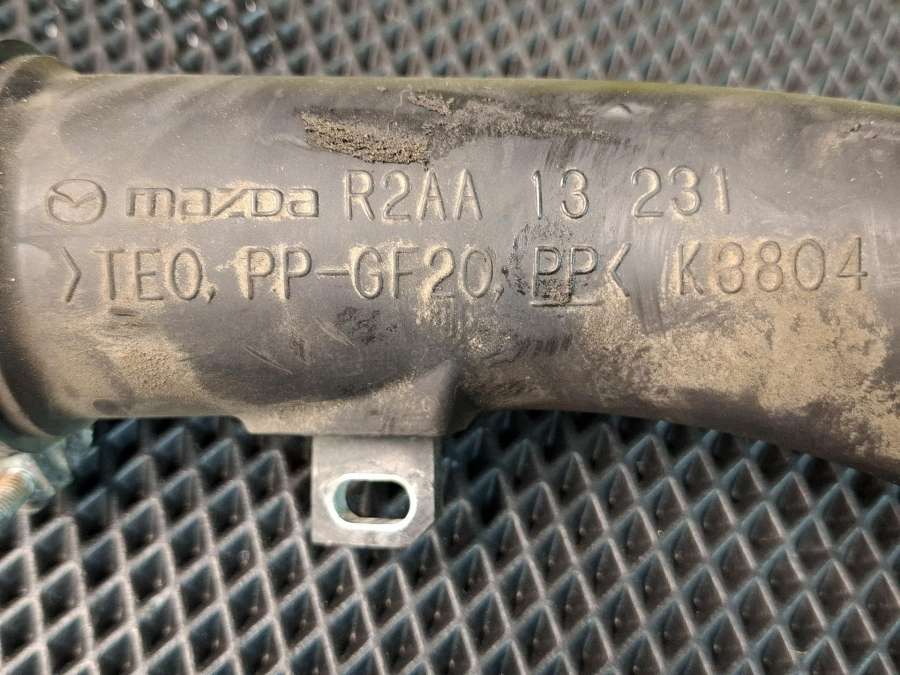 mazda R2AA 13 231
>TEO, PP-GF20, PP< K3804